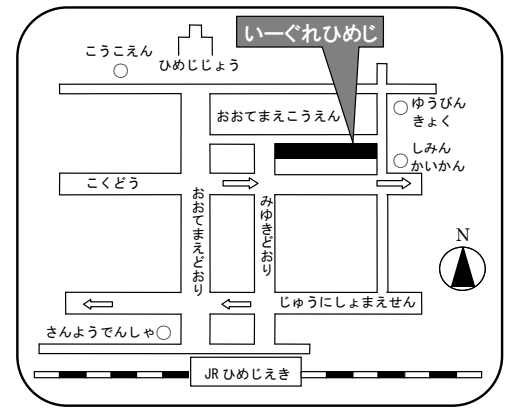 いーぐれひめじ
こうこえん
ひめじじょう
おおてまえこうえん
ゆうびん
きょく
しみん
かいかん
こくどう
おおてまえどおり
みゆきどおり
N
じゅうにしょまえせん
さんようでんしゃ
JRひめじえき